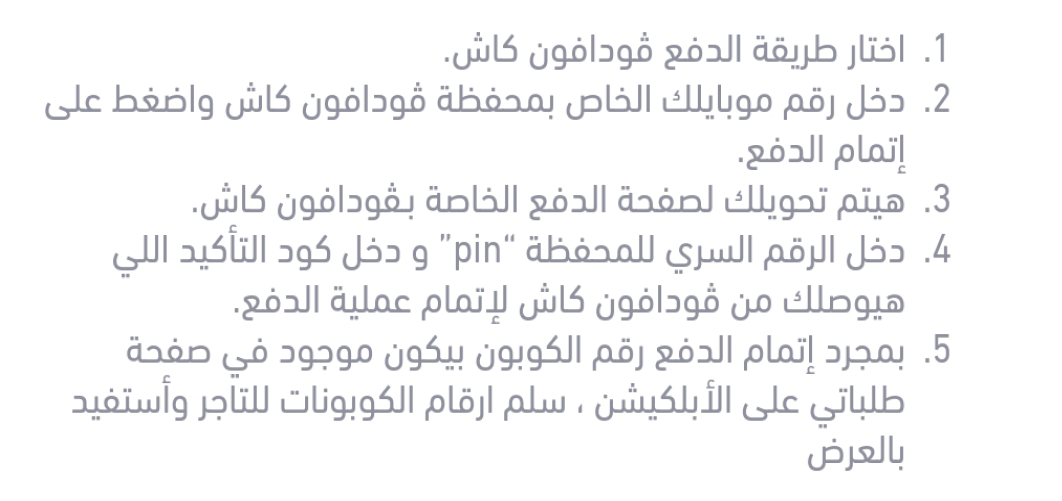 1. اختار طريقة الدفع ڤودافون كاش.
2. دخل رقم موبايلك الخاص بمحفظة ڤودافون كاش واضغط على
إتمام الدفع.
3. هيتم تحويلك لصفحة الدفع الخاصة بـڤودافون كاش.
4. دخل الرقم السري للمحفظة “pin” و دخل كود التأكيد اللي
هيوصلك من ڤودافون كاش لإتمام عملية الدفع.
5. بمجرد إتمام الدفع رقم الكوبون بيكون موجود في صفحة
طلباتي على الأبلكيشن ، سلم ارقام الكوبونات للتاجر وأستفيد
بالعرض